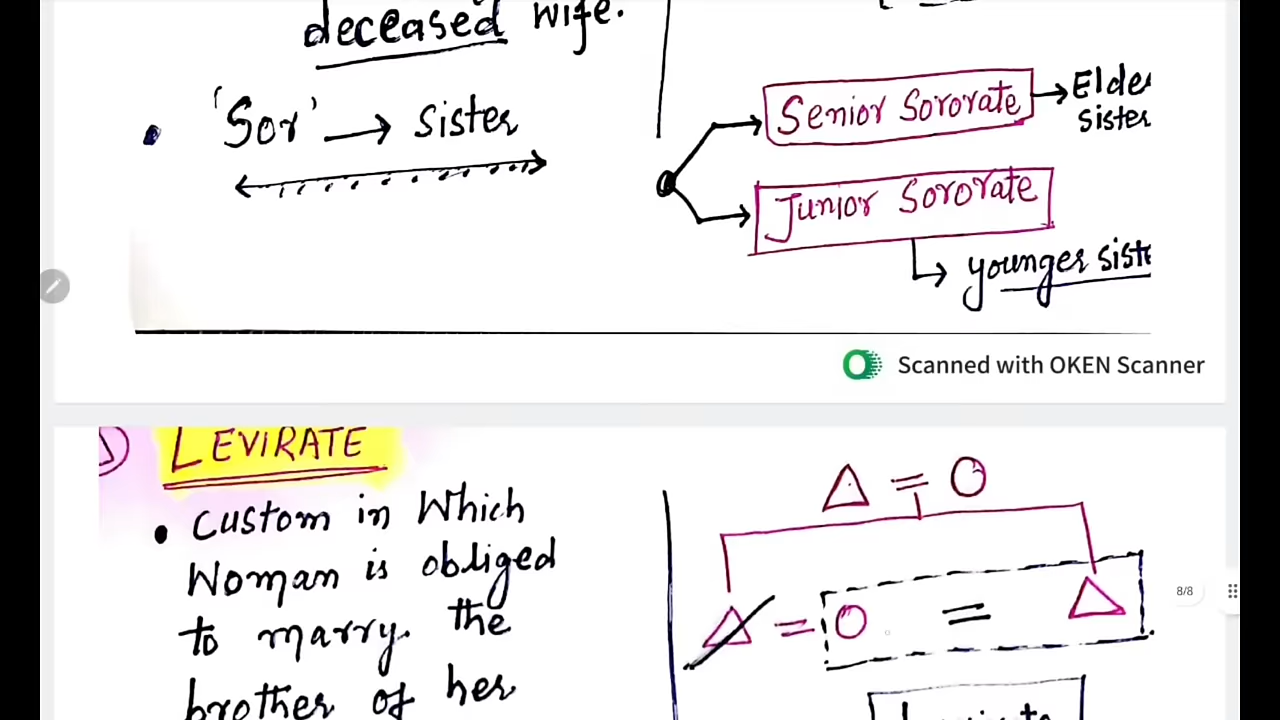 deceased wife.
'Sor' → sister
Senior Sororate → Elde
sister
Junior Sororate
younger sist
Scanned with OKEN Scanner
LEVIRATE
• Custom in Which
Woman is obliged
to marry. the
brother of her
Δ = O
Δ = O = Δ
8/8